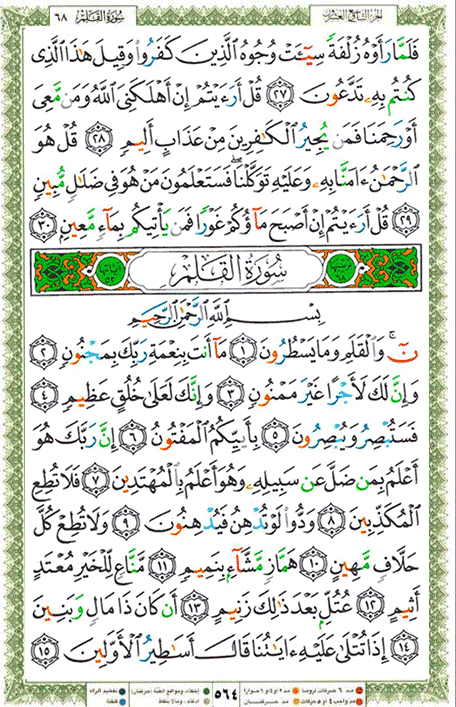 سُورَةُ القَلَمِ ٦٨
الجزء التاسع والعشرون
فَلَمَّا رَأَوْهُ زُلْفَةً سِيٓـَٔتْ وُجُوهُ ٱلَّذِينَ كَفَرُوا۟ وَقِيلَ هَٰذَا ٱلَّذِى
كُنتُم بِهِۦ تَدَّعُونَ ٢٧ قُلْ أَرَءَيْتُمْ إِنْ أَهْلَكَنِىَ ٱللَّهُ وَمَن مَّعِىَ
أَوْ رَحِمَنَا فَمَن يُجِيرُ ٱلْكَٰفِرِينَ مِنْ عَذَابٍ أَلِيمٍ ٢٨ قُلْ هُوَ
ٱلرَّحْمَٰنُ ءَامَنَّا بِهِۦ وَعَلَيْهِ تَوَكَّلْنَا ۖ فَسَتَعْلَمُونَ مَنْ هُوَ فِى ضَلَٰلٍ مُّبِينٍ
٢٩ قُلْ أَرَءَيْتُمْ إِنْ أَصْبَحَ مَآؤُكُمْ غَوْرًا فَمَن يَأْتِيكُم بِمَآءٍ مَّعِينٍۭ ٣٠
سُورَةُ القَلَمِ
بِسْمِ ٱللَّهِ ٱلرَّحْمَٰنِ ٱلرَّحِيمِ
نٓ ۚ وَٱلْقَلَمِ وَمَا يَسْطُرُونَ ١ مَآ أَنتَ بِنِعْمَةِ رَبِّكَ بِمَجْنُونٍ ٢
وَإِنَّ لَكَ لَأَجْرًا غَيْرَ مَمْنُونٍ ٣ وَإِنَّكَ لَعَلَىٰ خُلُقٍ عَظِيمٍ ٤
فَسَتُبْصِرُ وَيُبْصِرُونَ ٥ بِأَييِّكُمُ ٱلْمَفْتُونُ ٦ إِنَّ رَبَّكَ هُوَ
أَعْلَمُ بِمَن ضَلَّ عَن سَبِيلِهِۦ وَهُوَ أَعْلَمُ بِٱلْمُهْتَدِينَ ٧ فَلَا تُطِعِ
ٱلْمُكَذِّبِينَ ٨ وَدُّوا۟ لَوْ تُدْهِنُ فَيُدْهِنُونَ ٩ وَلَا تُطِعْ كُلَّ
حَلَّافٍ مَّهِينٍ ١٠ هَمَّازٍ مَّشَّآءٍۭ بِنَمِيمٍ ١١ مَّنَّاعٍ لِّلْخَيْرِ مُعْتَدٍ
أَثِيمٍ ١٢ عُتُلٍّۭ بَعْدَ ذَٰلِكَ زَنِيمٍ ١٣ أَن كَانَ ذَا مَالٍ وَبَنِينَ
١٤ إِذَا تُتْلَىٰ عَلَيْهِ ءَايَٰتُنَا قَالَ أَسَٰطِيرُ ٱلْأَوَّلِينَ ١٥
٥٦٤